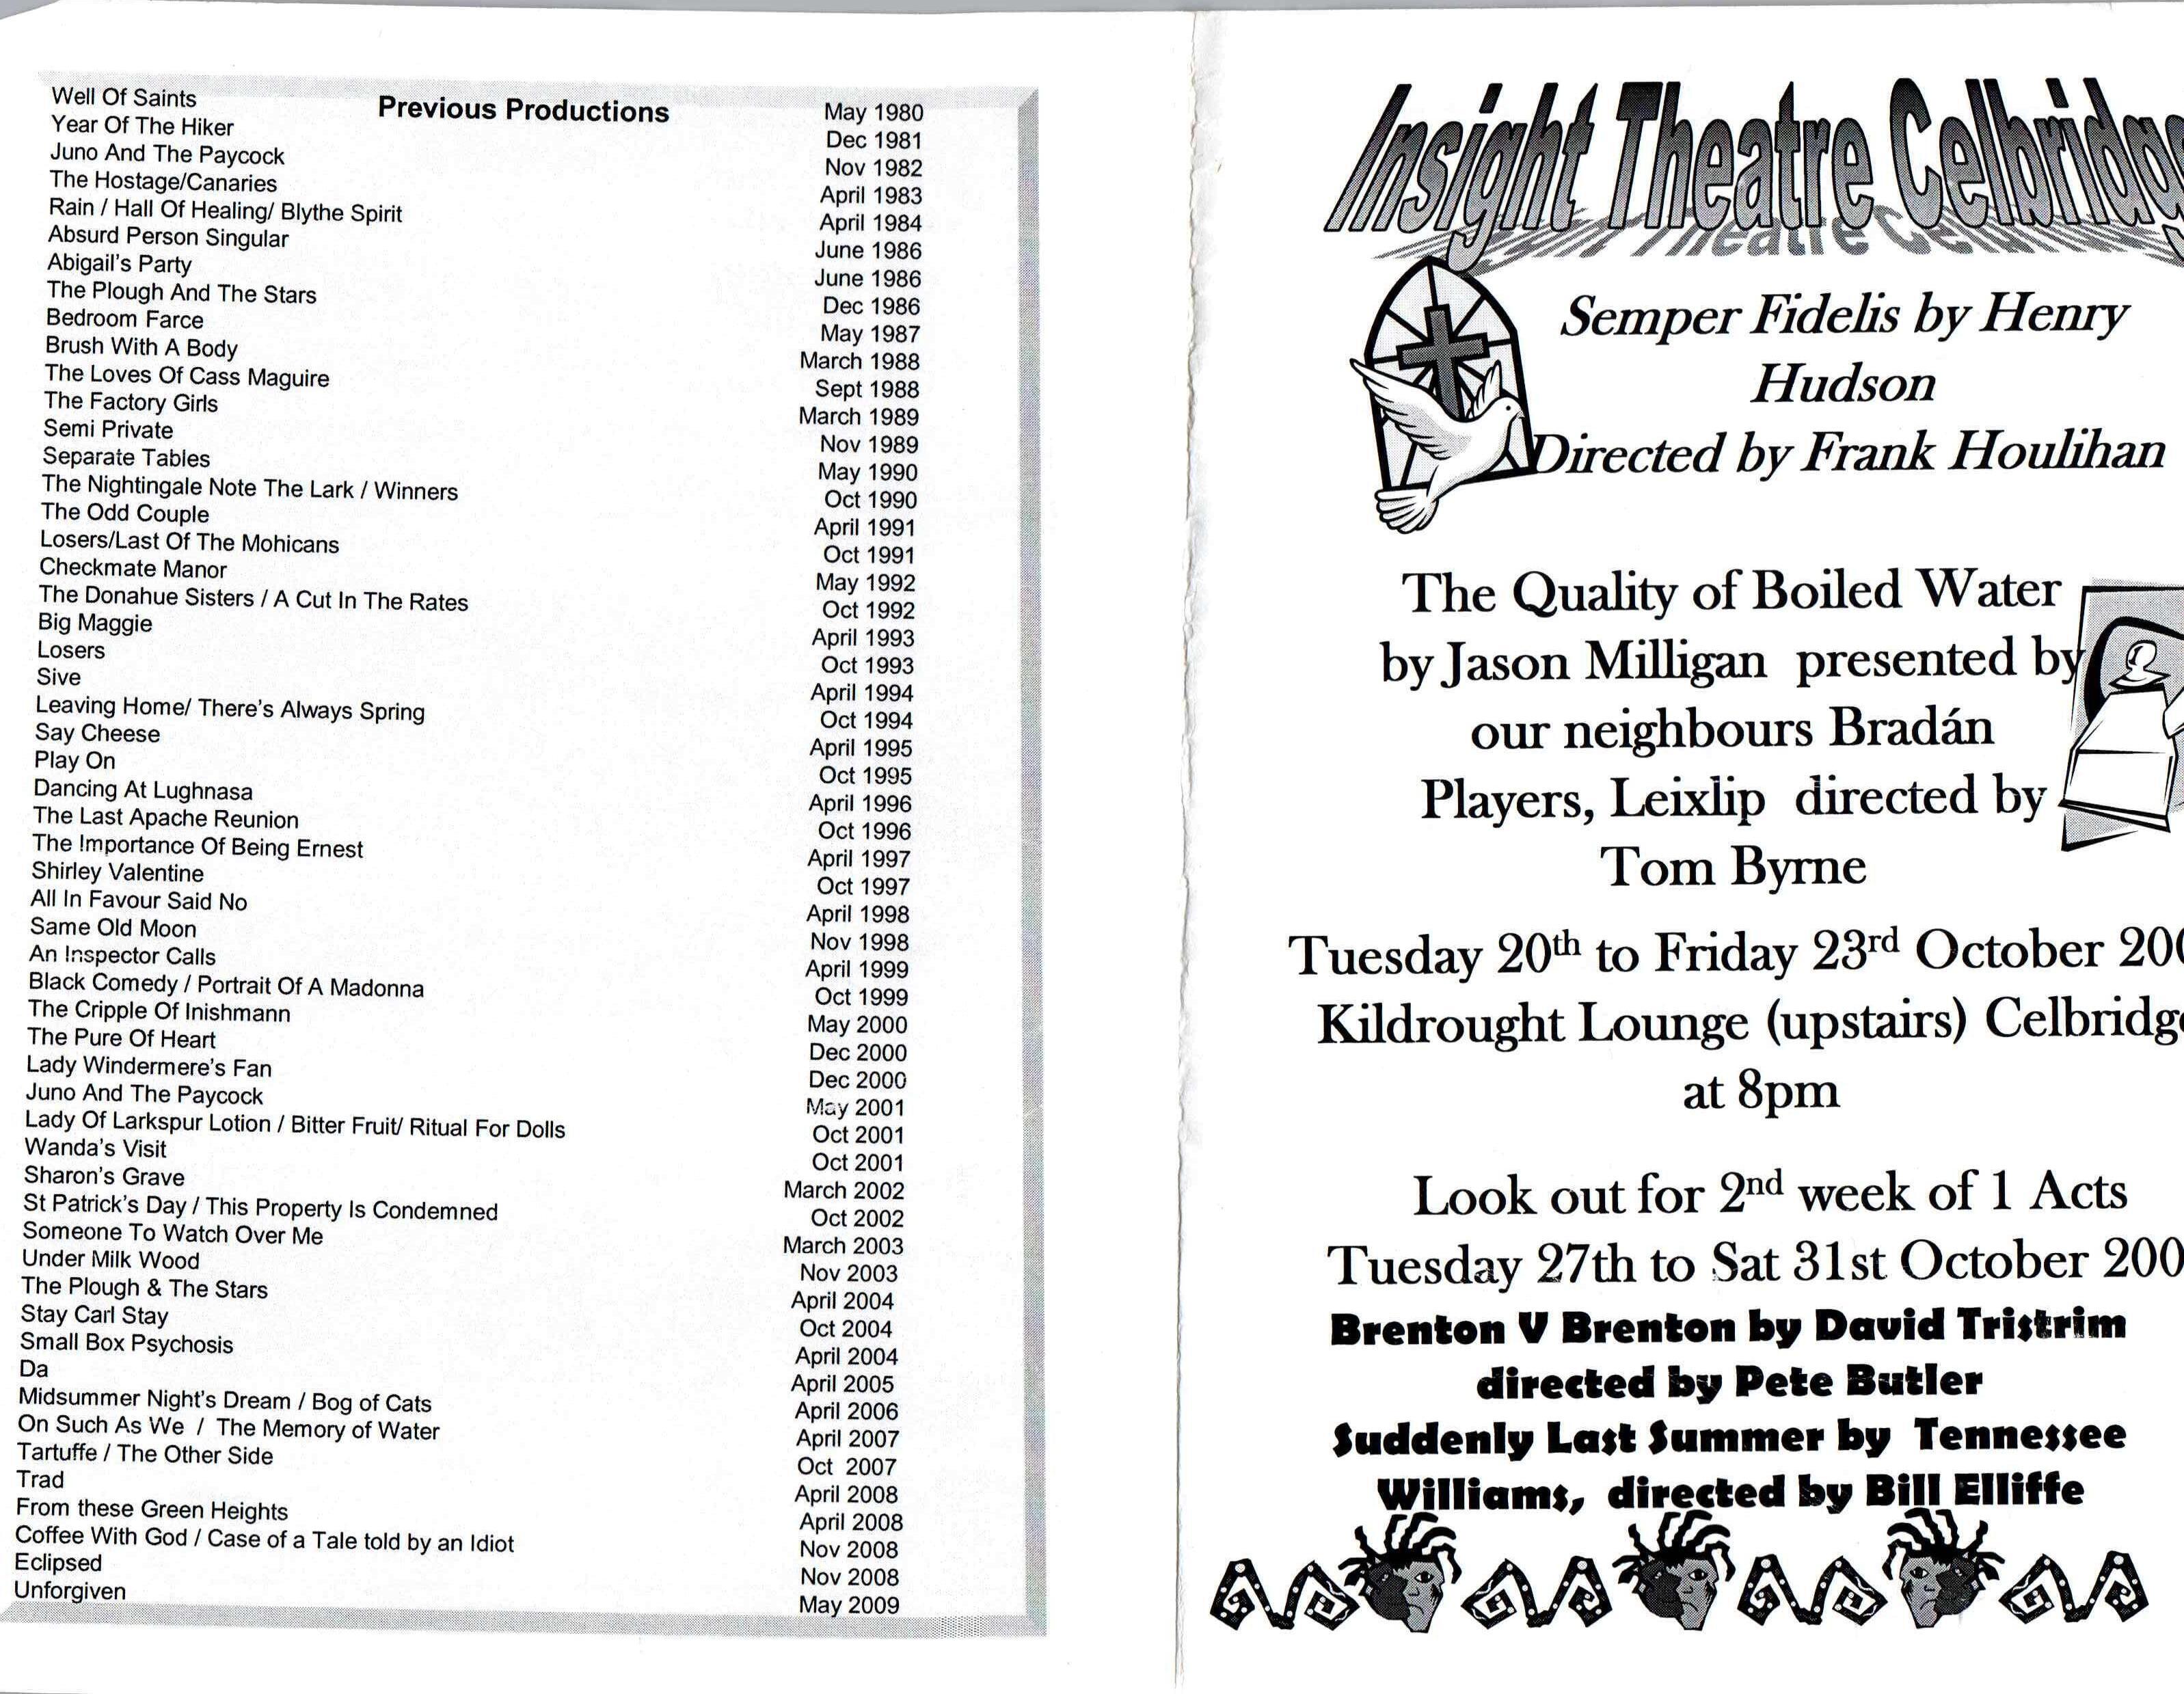 Previous Productions
Well Of Saints May 1980
Year Of The Hiker Dec 1981
Juno And The Paycock Nov 1982
The Hostage/Canaries April 1983
Rain / Hall Of Healing/ Blythe Spirit April 1984
Absurd Person Singular June 1986
Abigail's Party June 1986
The Plough And The Stars Dec 1986
Bedroom Farce May 1987
Brush With A Body March 1988
The Loves Of Cass Maguire Sept 1988
The Factory Girls March 1989
Semi Private Nov 1989
Separate Tables May 1990
The Nightingale Note The Lark / Winners Oct 1990
The Odd Couple April 1991
Losers/Last Of The Mohicans Oct 1991
Checkmate Manor May 1992
The Donahue Sisters / A Cut In The Rates Oct 1992
Big Maggie April 1993
Losers Oct 1993
Sive April 1994
Leaving Home/ There's Always Spring Oct 1994
Say Cheese April 1995
Play On Oct 1995
Dancing At Lughnasa April 1996
The Last Apache Reunion Oct 1996
The Importance Of Being Ernest April 1997
Shirley Valentine Oct 1997
All In Favour Said No April 1998
Same Old Moon Nov 1998
An Inspector Calls April 1999
Black Comedy / Portrait Of A Madonna Oct 1999
The Cripple Of Inishmann May 2000
The Pure Of Heart Dec 2000
Lady Windermere's Fan Dec 2000
Juno And The Paycock May 2001
Lady Of Larkspur Lotion / Bitter Fruit/ Ritual For Dolls Oct 2001
Wanda's Visit Oct 2001
Sharon's Grave March 2002
St Patrick's Day / This Property Is Condemned Oct 2002
Someone To Watch Over Me March 2003
Under Milk Wood Nov 2003
The Plough & The Stars April 2004
Stay Carl Stay Oct 2004
Small Box Psychosis April 2004
Da April 2005
Midsummer Night's Dream / Bog of Cats April 2006
On Such As We / The Memory of Water April 2007
Tartuffe / The Other Side Oct 2007
Trad April 2008
From these Green Heights April 2008
Coffee With God / Case of a Tale told by an Idiot Nov 2008
Eclipsed Nov 2008
Unforgiven May 2009
Insight Theatre Celbridg
Semper Fidelis by Henry
Hudson
Directed by Frank Houlihan
The Quality of Boiled Water
by Jason Milligan presented by
our neighbours Bradán
Players, Leixlip directed by
Tom Byrne
Tuesday 20th to Friday 23rd October 200
Kildrought Lounge (upstairs) Celbridge
at 8pm
Look out for 2nd week of 1 Acts
Tuesday 27th to Sat 31st October 200
Brenton V Brenton by David Tristrim
directed by Pete Butler
Suddenly Last Summer by Tennessee
Williams, directed by Bill Elliffe